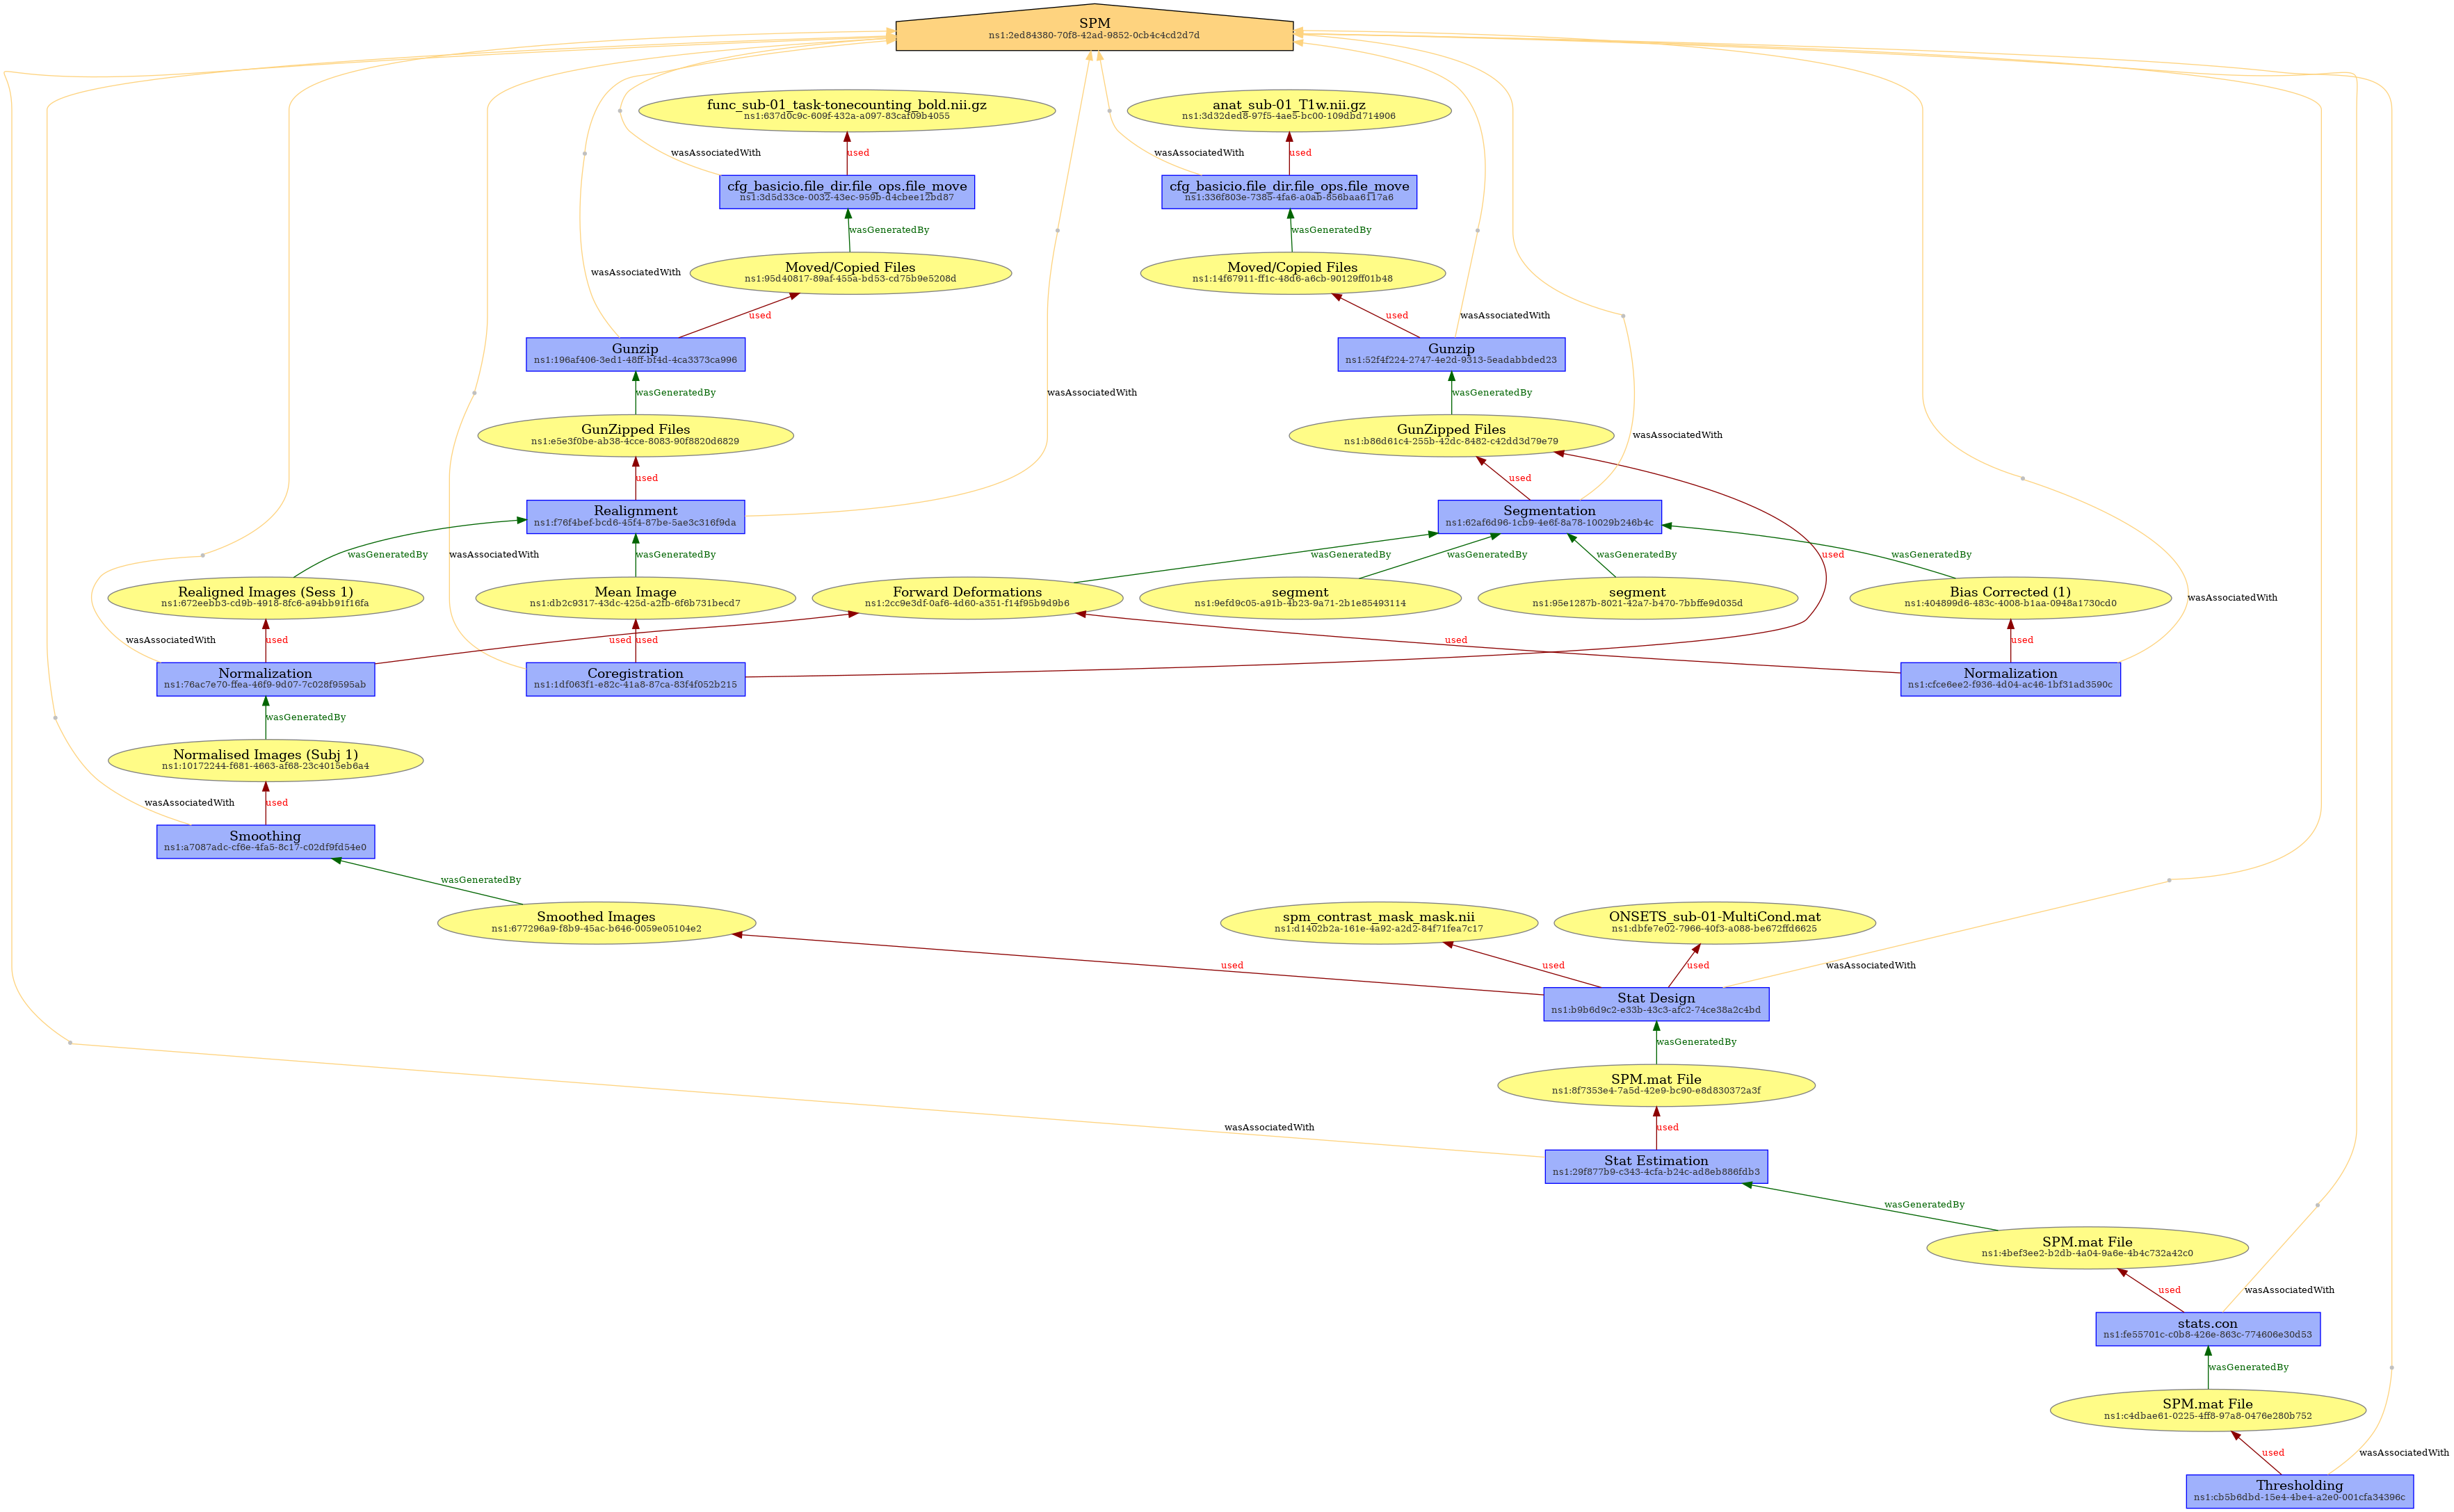 SPM
ns1:2ed84380-70f8-42ad-9852-0cb4c4cd2d7d
func_sub-01_task-tonecounting_bold.nii.gz
ns1:637d0c9c-609f-432a-a097-83caf09b4055
anat_sub-01_T1w.nii.gz
ns1:3d32ded8-97f5-4ae5-bc00-109dbd714906
wasAssociatedWith
used
wasAssociatedWith
used
cfg_basicio.file_dir.file_ops.file_move
ns1:3d5d33ce-0032-43ec-959b-d4cbee12bd87
cfg_basicio.file_dir.file_ops.file_move
ns1:336f803e-7385-4fa6-a0ab-856baa6117a6
wasGeneratedBy
wasGeneratedBy
wasAssociatedWith
Moved/Copied Files
ns1:95d40817-89af-455a-bd53-cd75b9e5208d
Moved/Copied Files
ns1:14f67911-ff1c-48d6-a6cb-90129ff01b48
used
used
wasAssociatedWith
Gunzip
ns1:196af406-3ed1-48ff-bf4d-4ca3373ca996
Gunzip
ns1:52f4f224-2747-4e2d-9313-5eadabbded23
wasGeneratedBy
wasAssociatedWith
wasGeneratedBy
GunZipped Files
ns1:e5e3f0be-ab38-4cce-8083-90f8820d6829
GunZipped Files
ns1:b86d61c4-255b-42dc-8482-c42dd3d79e79
wasAssociatedWith
used
used
Realignment
ns1:f76f4bef-bcd6-45f4-87be-5ae3c316f9da
Segmentation
ns1:62af6d96-1cb9-4e6f-8a78-10029b246b4c
wasGeneratedBy
wasAssociatedWith
wasGeneratedBy
wasGeneratedBy
wasGeneratedBy
wasGeneratedBy
used
wasGeneratedBy
Realigned Images (Sess 1)
ns1:672eebb3-cd9b-4918-8fc6-a94bb91f16fa
Mean Image
ns1:db2c9317-43dc-425d-a2fb-6f6b731becd7
Forward Deformations
ns1:2cc9e3df-0af6-4d60-a351-f14f95b9d9b6
segment
ns1:9efd9c05-a91b-4b23-9a71-2b1e85493114
segment
ns1:95e1287b-8021-42a7-b470-7bbffe9d035d
Bias Corrected (1)
ns1:404899d6-483c-4008-b1aa-0948a1730cd0
wasAssociatedWith
wasAssociatedWith
used
used
used
used
used
Normalization
ns1:76ac7e70-ffea-46f9-9d07-7c028f9595ab
Coregistration
ns1:1df063f1-e82c-41a8-87ca-83f4f052b215
Normalization
ns1:cfce6ee2-f936-4d04-ac46-1bf31ad3590c
wasGeneratedBy
Normalised Images (Subj 1)
ns1:10172244-f681-4663-af68-23c4015eb6a4
wasAssociatedWith
used
Smoothing
ns1:a7087adc-cf6e-4fa5-8c17-c02df9fd54e0
wasGeneratedBy
Smoothed Images
ns1:677296a9-f8b9-45ac-b646-0059e05104e2
spm_contrast_mask_mask.nii
ns1:d1402b2a-161e-4a92-a2d2-84f71fea7c17
ONSETS_sub-01-MultiCond.mat
ns1:dbfe7e02-7966-40f3-a088-be672ffd6625
used
used
used
wasAssociatedWith
Stat Design
ns1:b9b6d9c2-e33b-43c3-afc2-74ce38a2c4bd
wasGeneratedBy
SPM.mat File
ns1:8f7353e4-7a5d-42e9-bc90-e8d830372a3f
wasAssociatedWith
used
Stat Estimation
ns1:29f877b9-c343-4cfa-b24c-ad8eb886fdb3
wasGeneratedBy
SPM.mat File
ns1:4bef3ee2-b2db-4a04-9a6e-4b4c732a42c0
used
wasAssociatedWith
stats.con
ns1:fe55701c-c0b8-426e-863c-774606e30d53
wasGeneratedBy
SPM.mat File
ns1:c4dbae61-0225-4ff8-97a8-0476e280b752
used
wasAssociatedWith
Thresholding
ns1:cb5b6dbd-15e4-4be4-a2e0-001cfa34396c